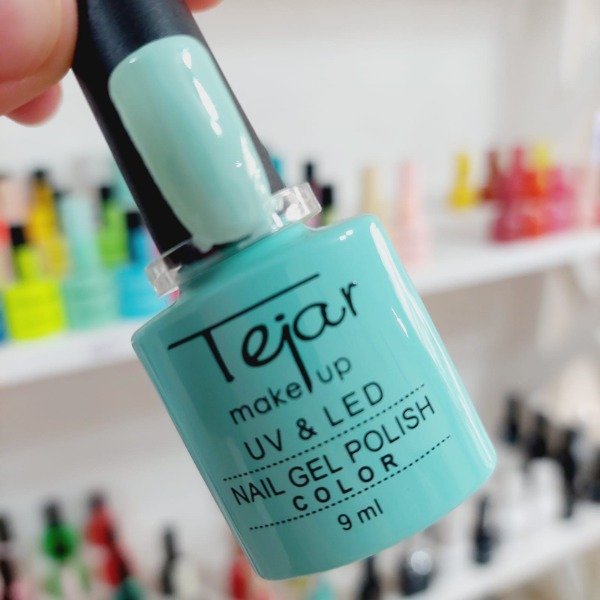 Tejar
make up
UV & LED
NAIL GEL POLISH
COLOR
9 ml